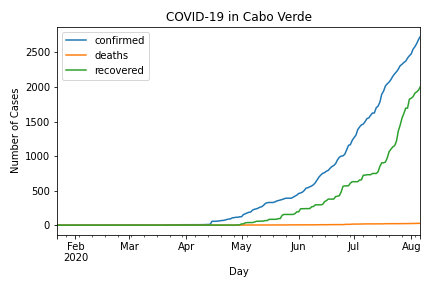 COVID-19 in Cabo Verde
confirmed
deaths
recovered
Number of Cases
2500
2000
1500
1000
500
0
Feb Mar Apr May Jun Jul Aug
2020
Day